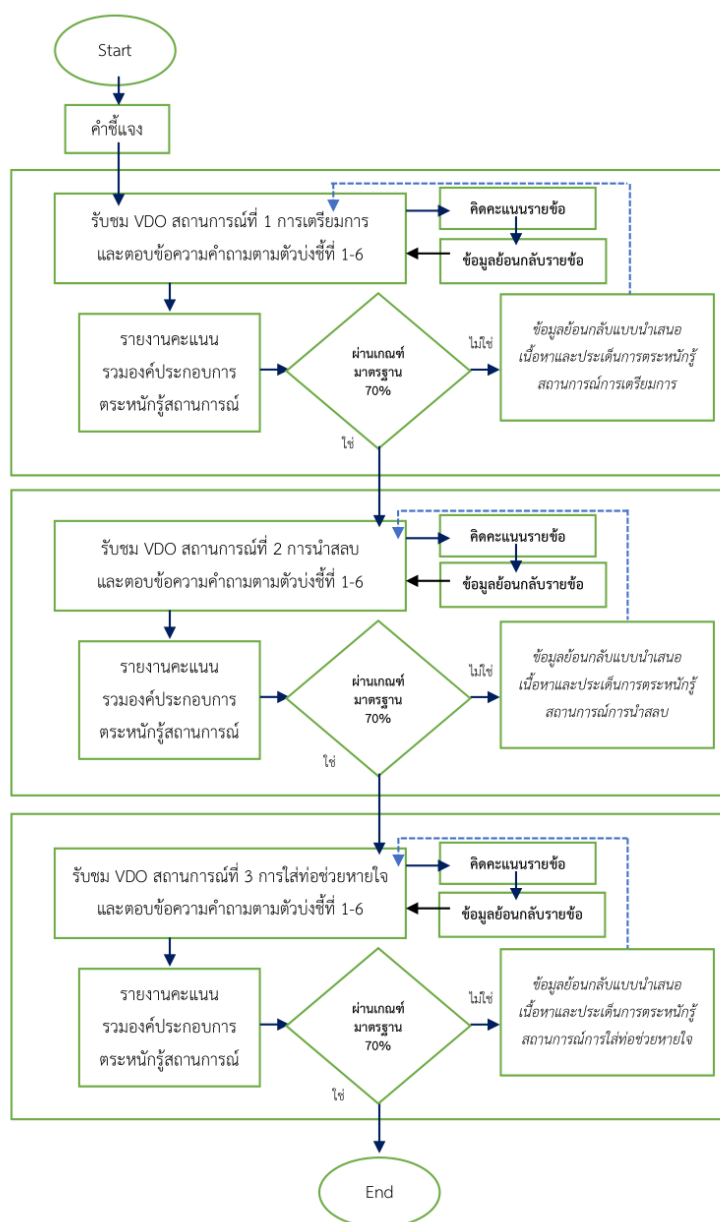 Start
คำชี้แจง
รับชม VDO สถานการณ์ที่ 1 การเตรียมการ
และตอบข้อความคำถามตามตัวบ่งชี้ที่ 1-6
คิดคะแนนรายข้อ
ข้อมูลย้อนกลับรายข้อ
รายงานคะแนน
รวมองค์ประกอบการ
ตระหนักรู้สถานการณ์
ผ่านเกณฑ์
มาตรฐาน
70%
ไม่ใช่
ข้อมูลย้อนกลับแบบนำเสนอ
เนื้อหาและประเด็นการตระหนักรู้
สถานการณ์การเตรียมการ
ใช่
รับชม VDO สถานการณ์ที่ 2 การนำสลบ
และตอบข้อความคำถามตามตัวบ่งชี้ที่ 1-6
คิดคะแนนรายข้อ
ข้อมูลย้อนกลับรายข้อ
รายงานคะแนน
รวมองค์ประกอบการ
ตระหนักรู้สถานการณ์
ผ่านเกณฑ์
มาตรฐาน
70%
ไม่ใช่
ข้อมูลย้อนกลับแบบนำเสนอ
เนื้อหาและประเด็นการตระหนักรู้
สถานการณ์การนำสลบ
ใช่
รับชม VDO สถานการณ์ที่ 3 การใส่ท่อช่วยหายใจ
และตอบข้อความคำถามตามตัวบ่งชี้ที่ 1-6
คิดคะแนนรายข้อ
ข้อมูลย้อนกลับรายข้อ
รายงานคะแนน
รวมองค์ประกอบการ
ตระหนักรู้สถานการณ์
ผ่านเกณฑ์
มาตรฐาน
70%
ไม่ใช่
ข้อมูลย้อนกลับแบบนำเสนอ
เนื้อหาและประเด็นการตระหนักรู้
สถานการณ์การใส่ท่อช่วยหายใจ
ใช่
End